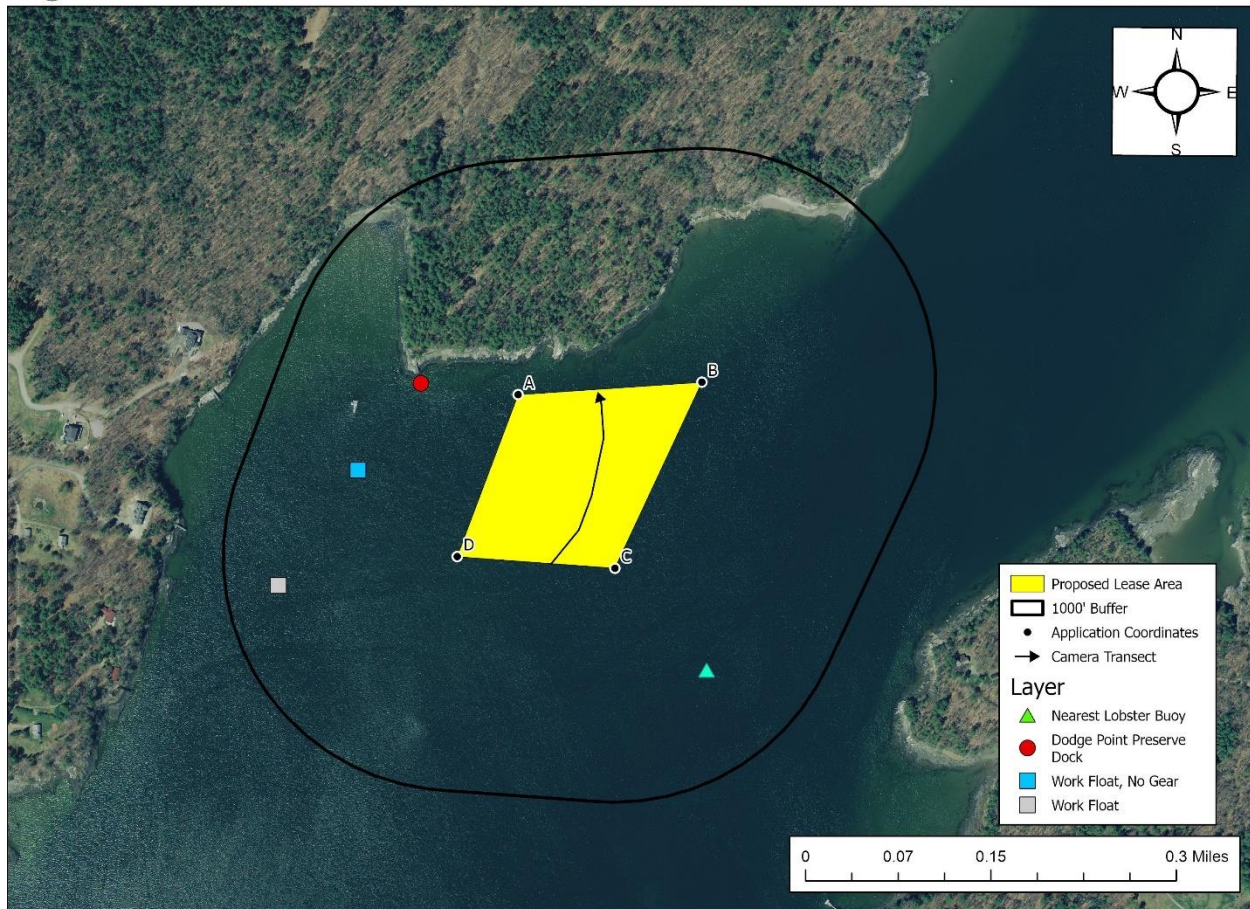 N
W E
S
A
B
D
C
Proposed Lease Area
1000' Buffer
Application Coordinates
Camera Transect
Layer
Nearest Lobster Buoy
Dodge Point Preserve
Dock
Work Float, No Gear
Work Float
0 0.07 0.15 0.3 Miles